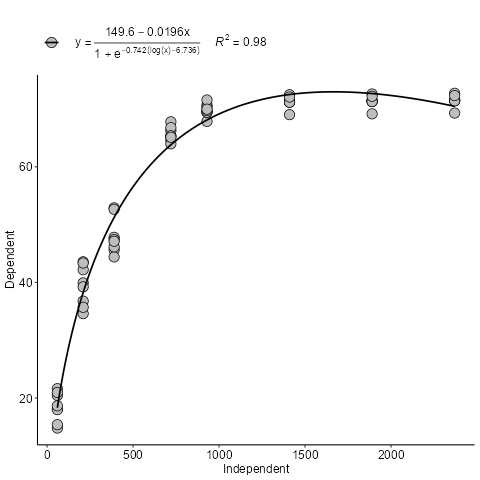 y = (149.6 − 0.0196x) / (1 + e^−0.742(log(x)−6.736))   R² = 0.98
60
40
20
Dependent
0 500 1000 1500 2000
Independent